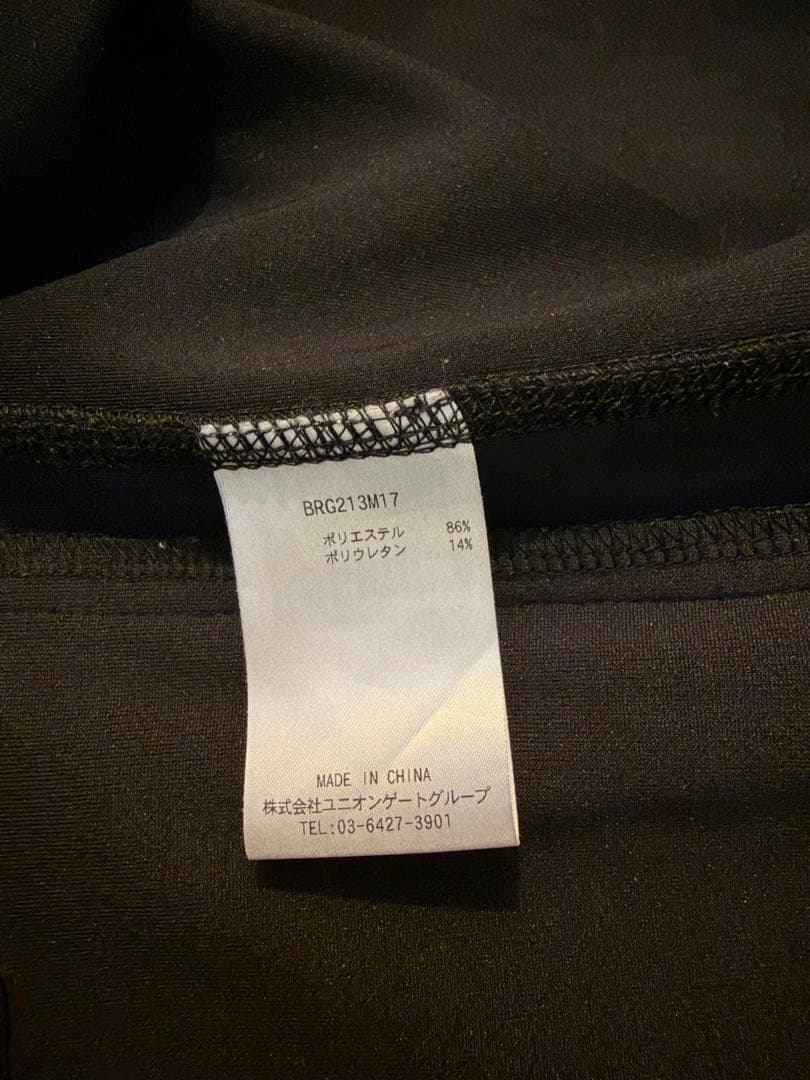 BRG213M17
ポリエステル 86%
ポリウレタン 14%
MADE IN CHINA
株式会社ユニオンゲートグループ
TEL:03-6427-3901